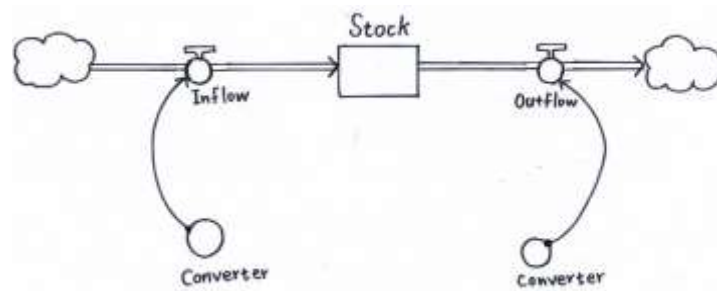 Stock
Inflow
Outflow
Converter
Converter